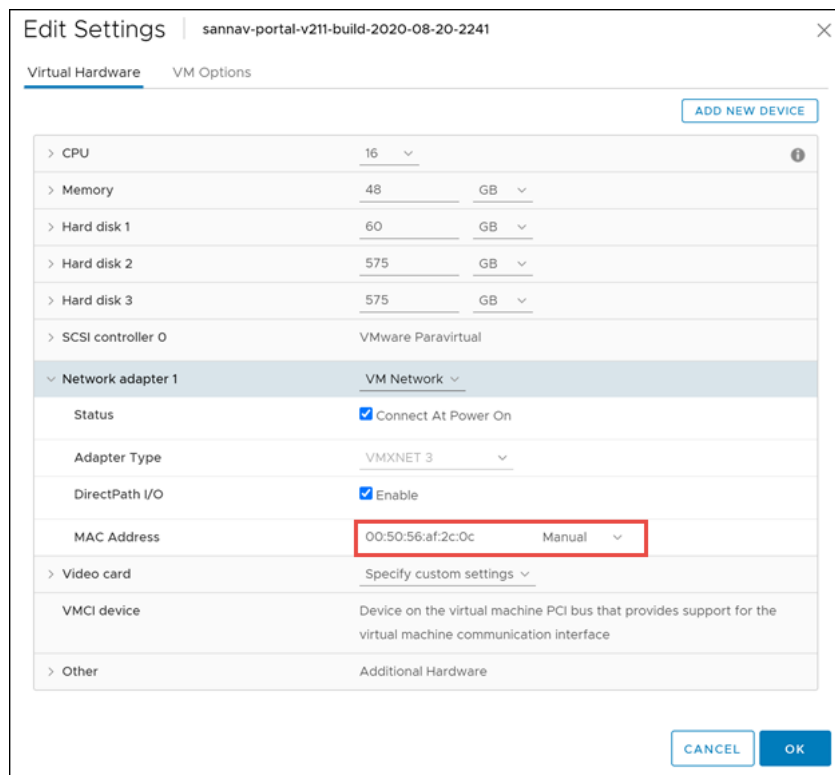 Edit Settings sannav-portal-v211-build-2020-08-20-2241
Virtual Hardware VM Options
ADD NEW DEVICE
CPU 16
Memory 48 GB
Hard disk 1 60 GB
Hard disk 2 575 GB
Hard disk 3 575 GB
SCSI controller 0 VMware Paravirtual
Network adapter 1 VM Network
Status Connect At Power On
Adapter Type VMXNET 3
DirectPath I/O Enable
MAC Address 00:50:56:af:2c:0c Manual
Video card Specify custom settings
VMCI device Device on the virtual machine PCI bus that provides support for the
virtual machine communication interface
Other Additional Hardware
CANCEL OK